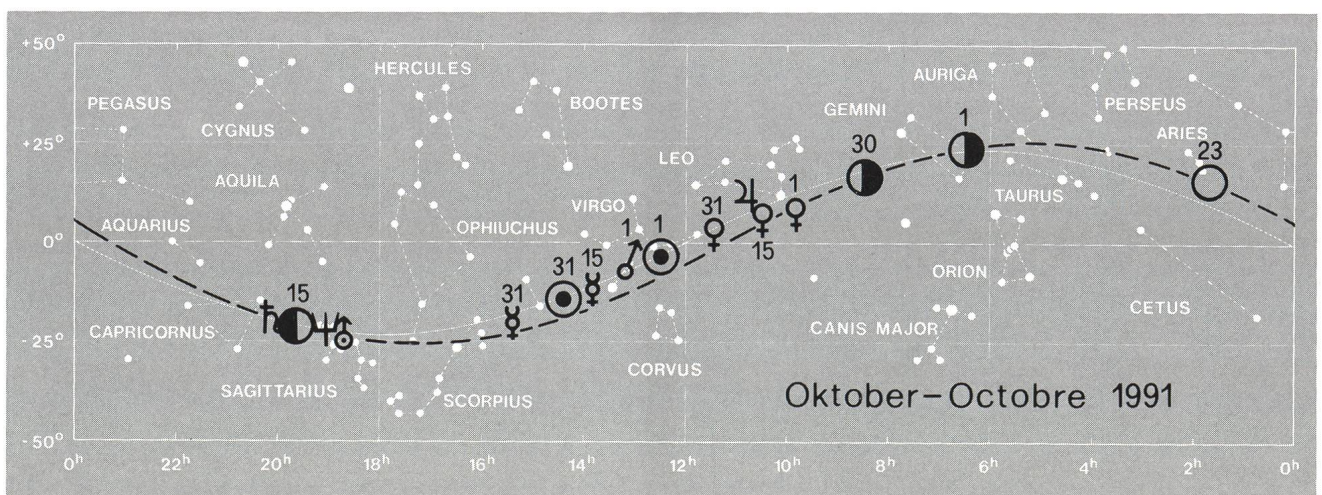 +50°
HERCULES
AURIGA
PEGASUS
BOOTES
GEMINI
1
PERSEUS
CYGNUS
ARIES
+25°
30
23
LEO
AQUILA
1
TAURUS
VIRGO
31
AQUARIUS
OPHIUCHUS
1
1
0°
15
15
31
ORION
15
31
CETUS
CAPRICORNUS
CANIS MAJOR
-25°
CORVUS
SAGITTARIUS
SCORPIUS
Oktober–Octobre 1991
-50°
0h 22h 20h 18h 16h 14h 12h 10h 8h 6h 4h 2h 0h